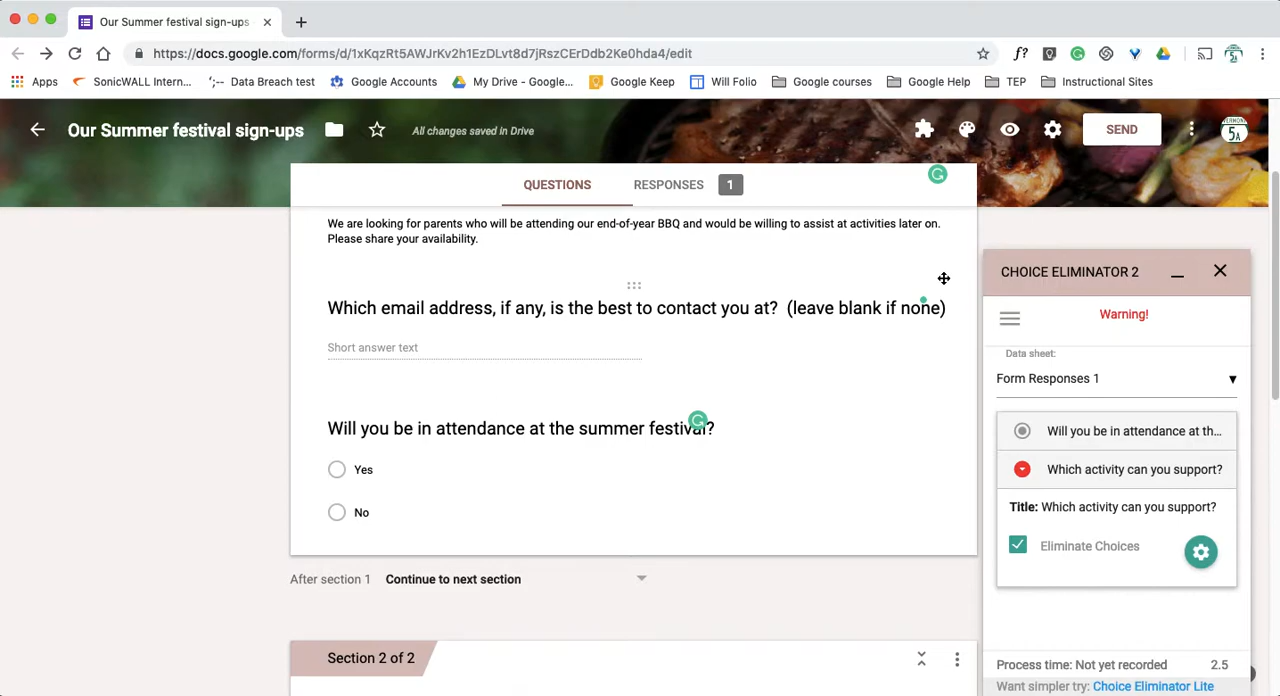 Our Summer festival sign-ups
https://docs.google.com/forms/d/1xKqzRt5AWJrKv2h1EzDLvt8d7jRszCErDdb2Ke0hda4/edit
f?
Apps SonicWALL Intern... Data Breach test Google Accounts My Drive - Google... Google Keep Will Folio Google courses Google Help TEP Instructional Sites
Our Summer festival sign-ups All changes saved in Drive SEND VERMONT 5A
QUESTIONS RESPONSES 1
We are looking for parents who will be attending our end-of-year BBQ and would be willing to assist at activities later on.
Please share your availability.
Which email address, if any, is the best to contact you at? (leave blank if none)
Short answer text
Will you be in attendance at the summer festival?
Yes
No
After section 1 Continue to next section
Section 2 of 2
CHOICE ELIMINATOR 2
Warning!
Data sheet:
Form Responses 1
Will you be in attendance at th...
Which activity can you support?
Title: Which activity can you support?
Eliminate Choices
Process time: Not yet recorded 2.5
Want simpler try: Choice Eliminator Lite